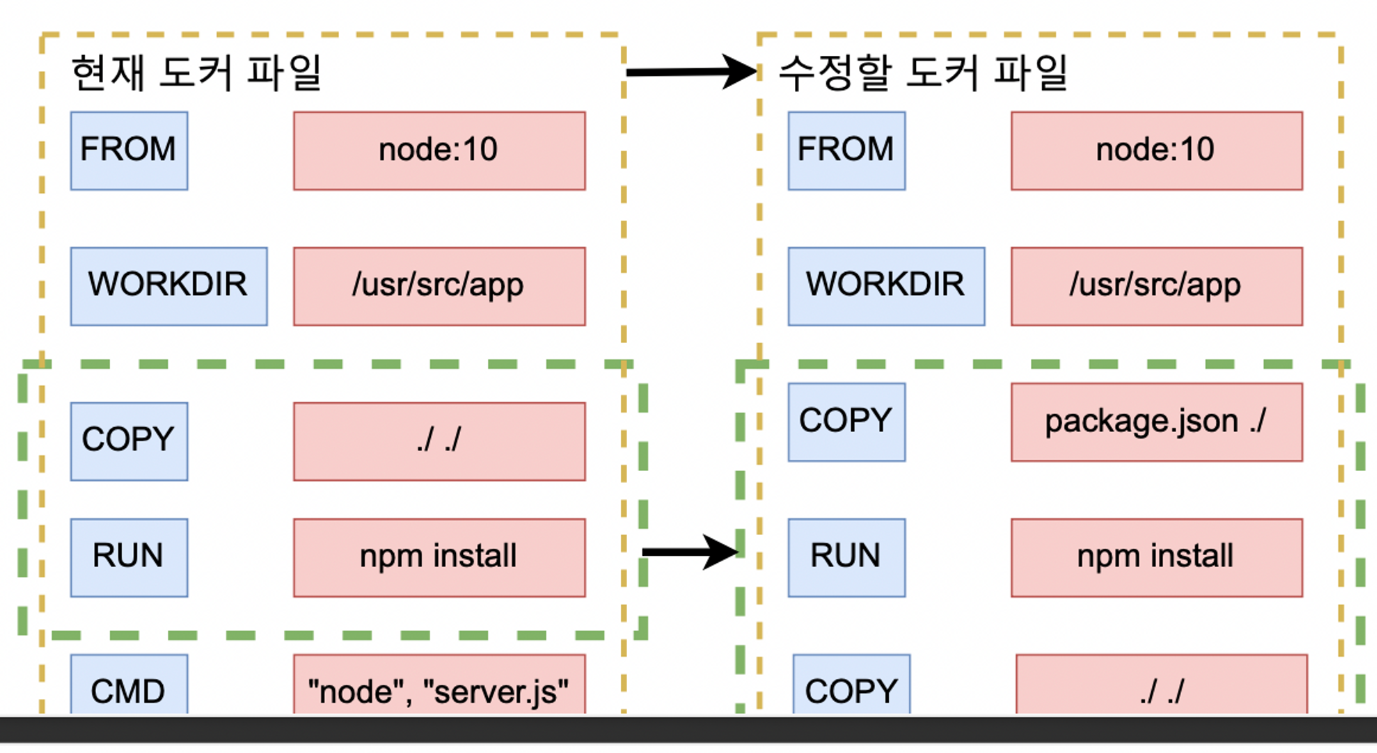 현재 도커 파일
FROM node:10
WORKDIR /usr/src/app
COPY ./ ./
RUN npm install
CMD "node", "server.js"
수정할 도커 파일
FROM node:10
WORKDIR /usr/src/app
COPY package.json ./
RUN npm install
COPY ./ ./